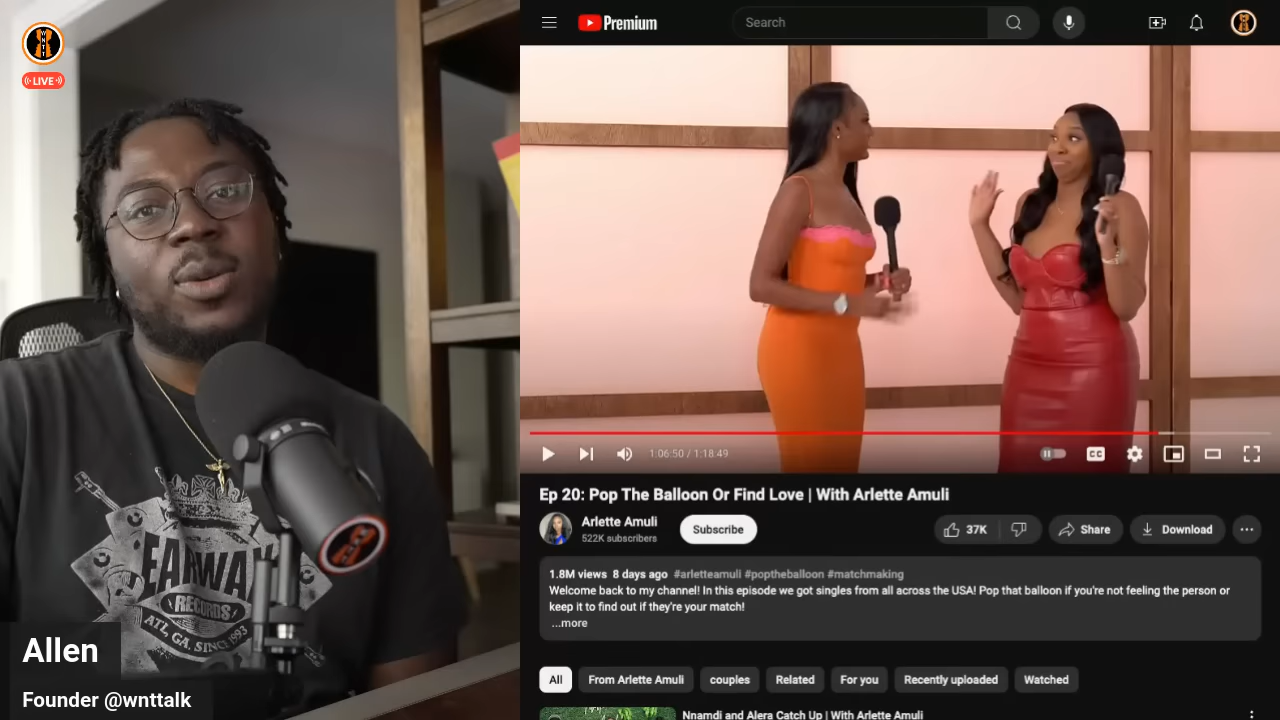 LIVE
EARWAX
RECORDS
ATL, GA. SINCE 1993
Allen
Founder @wnttalk
Premium
Search
1:06:50 / 1:18:49
CC
Ep 20: Pop The Balloon Or Find Love | With Arlette Amuli
Arlette Amuli
522K subscribers
Subscribe
37K
Share
Download
1.8M views 8 days ago #arletteamuli #poptheballoon #matchmaking
Welcome back to my channel! In this episode we got singles from all across the USA! Pop that balloon if you're not feeling the person or
keep it to find out if they're your match!
...more
All
From Arlette Amuli
couples
Related
For you
Recently uploaded
Watched
Nnamdi and Alera Catch Up | With Arlette Amuli